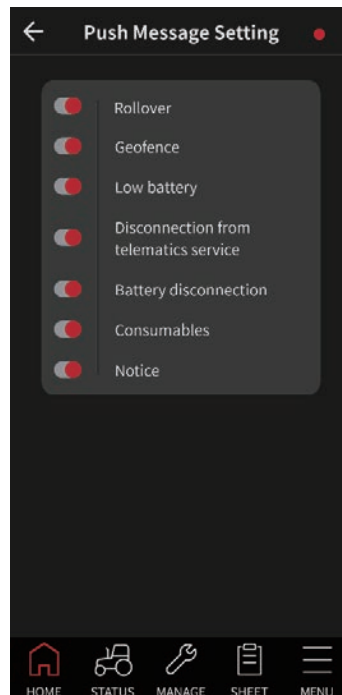 Push Message Setting
Rollover
Geofence
Low battery
Disconnection from
telematics service
Battery disconnection
Consumables
Notice
HOME STATUS MANAGE SHEET MENU